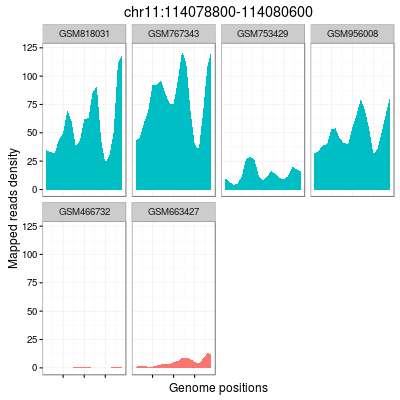 chr11:114078800-114080600
GSM818031 GSM767343 GSM753429 GSM956008
125
100
75
50
25
0
GSM466732 GSM663427
125
100
75
50
25
0
Mapped reads density
Genome positions